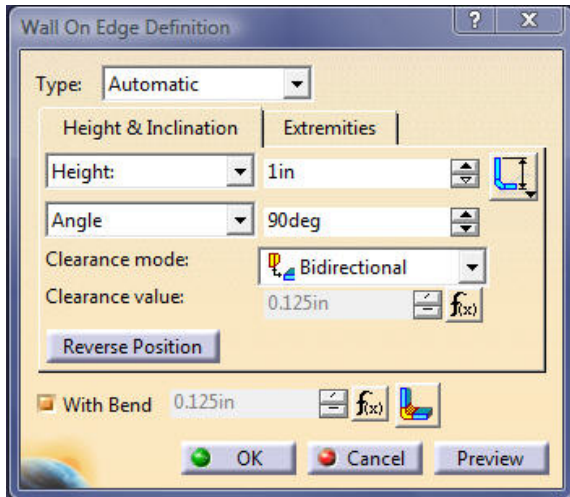 Wall On Edge Definition ? X
Type: Automatic
Height & Inclination Extremities
Height: 1in
Angle 90deg
Clearance mode: Bidirectional
Clearance value: 0.125in f(x)
Reverse Position
With Bend 0.125in f(x)
OK Cancel Preview